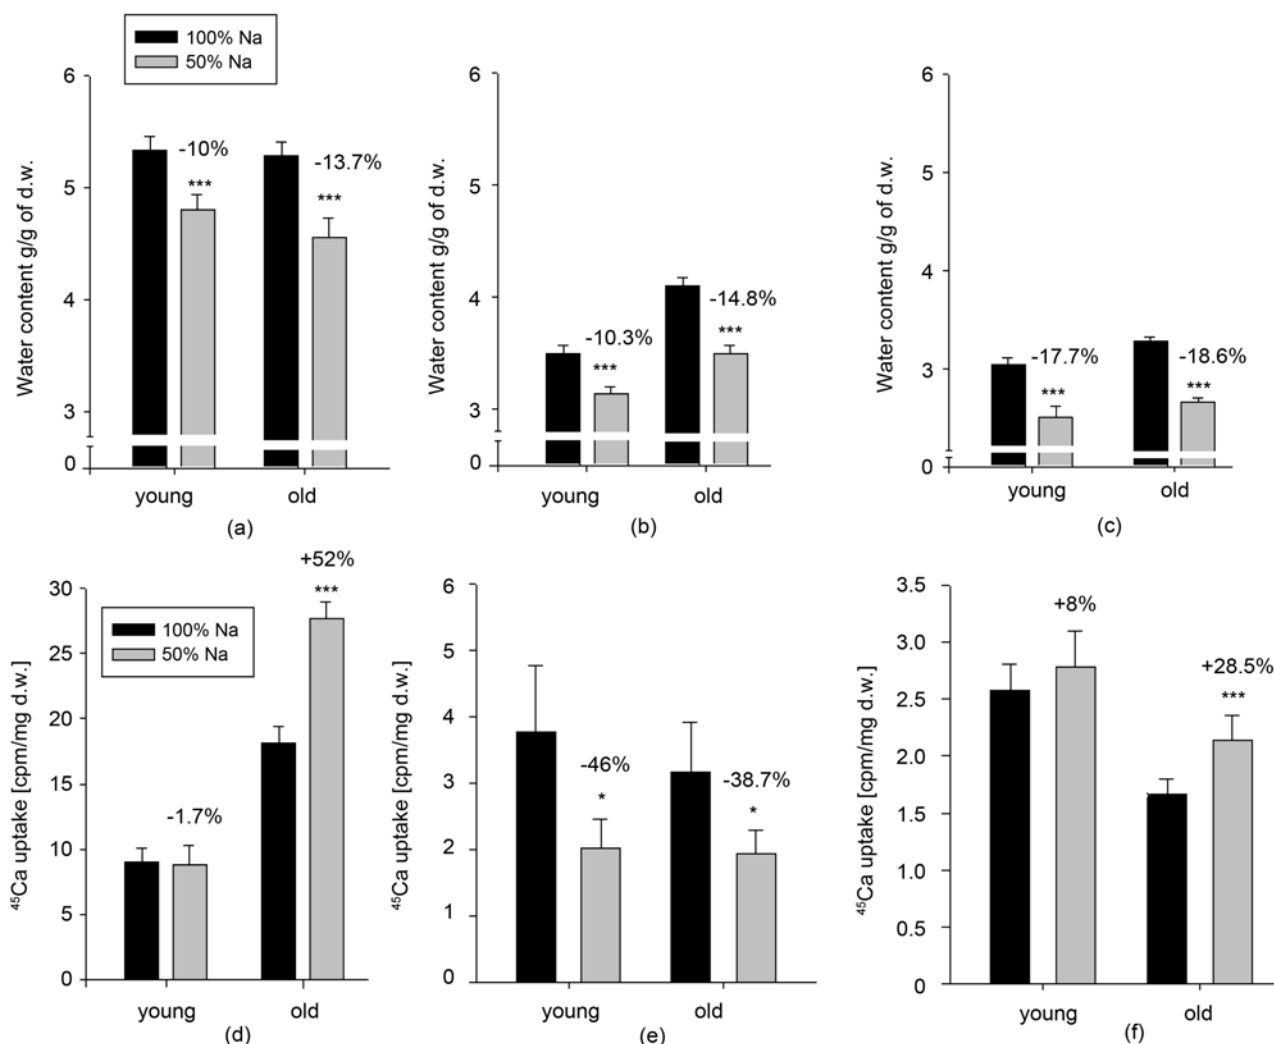 100% Na
50% Na
Water content g/g of d.w.
6
5
4
3
0
-10%
***
-13.7%
***
young
old
(a)
Water content g/g of d.w.
6
5
4
3
0
-10.3%
***
-14.8%
***
young
old
(b)
Water content g/g of d.w.
6
5
4
3
0
-17.7%
***
-18.6%
***
young
old
(c)
100% Na
50% Na
⁴⁵Ca uptake [cpm/mg d.w.]
30
25
20
15
10
5
0
-1.7%
+52%
***
young
old
(d)
⁴⁵Ca uptake [cpm/mg d.w.]
6
5
4
3
2
1
0
-46%
*
-38.7%
*
young
old
(e)
⁴⁵Ca uptake [cpm/mg d.w.]
3.5
3.0
2.5
2.0
1.5
1.0
0.5
0
+8%
+28.5%
***
young
old
(f)